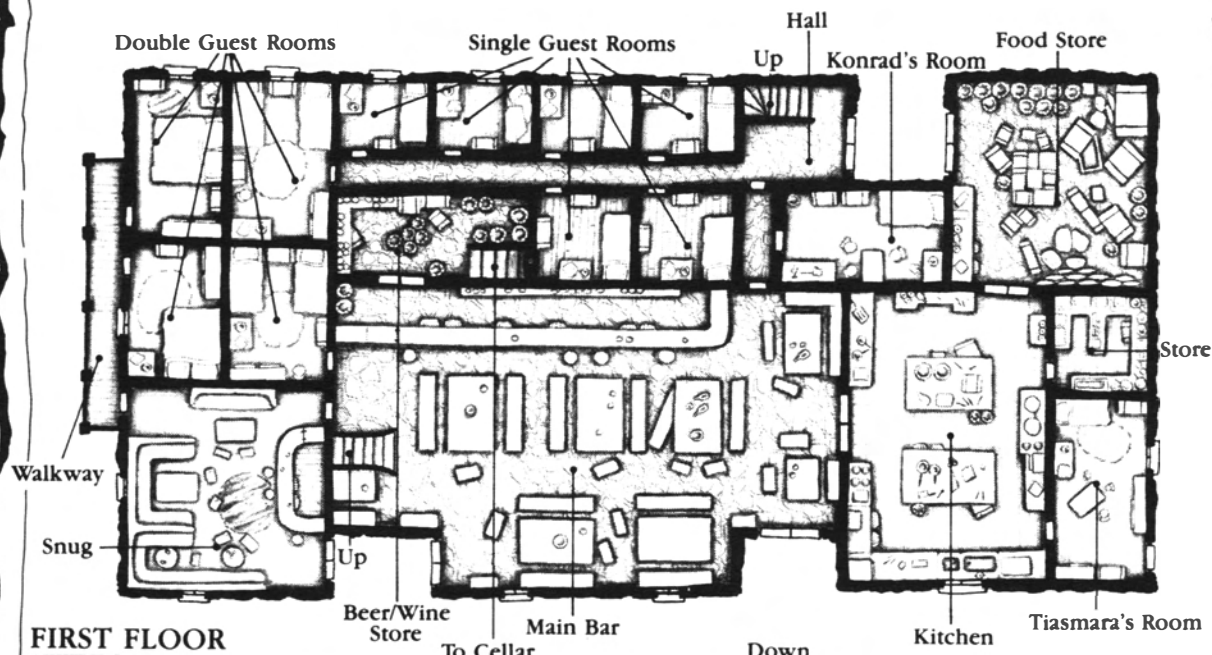 Hall
Double Guest Rooms
Single Guest Rooms
Up
Konrad's Room
Food Store
Store
Walkway
Snug
Up
Beer/Wine
Store
To Cellar
Main Bar
Down
Kitchen
Tiasmara's Room
FIRST FLOOR